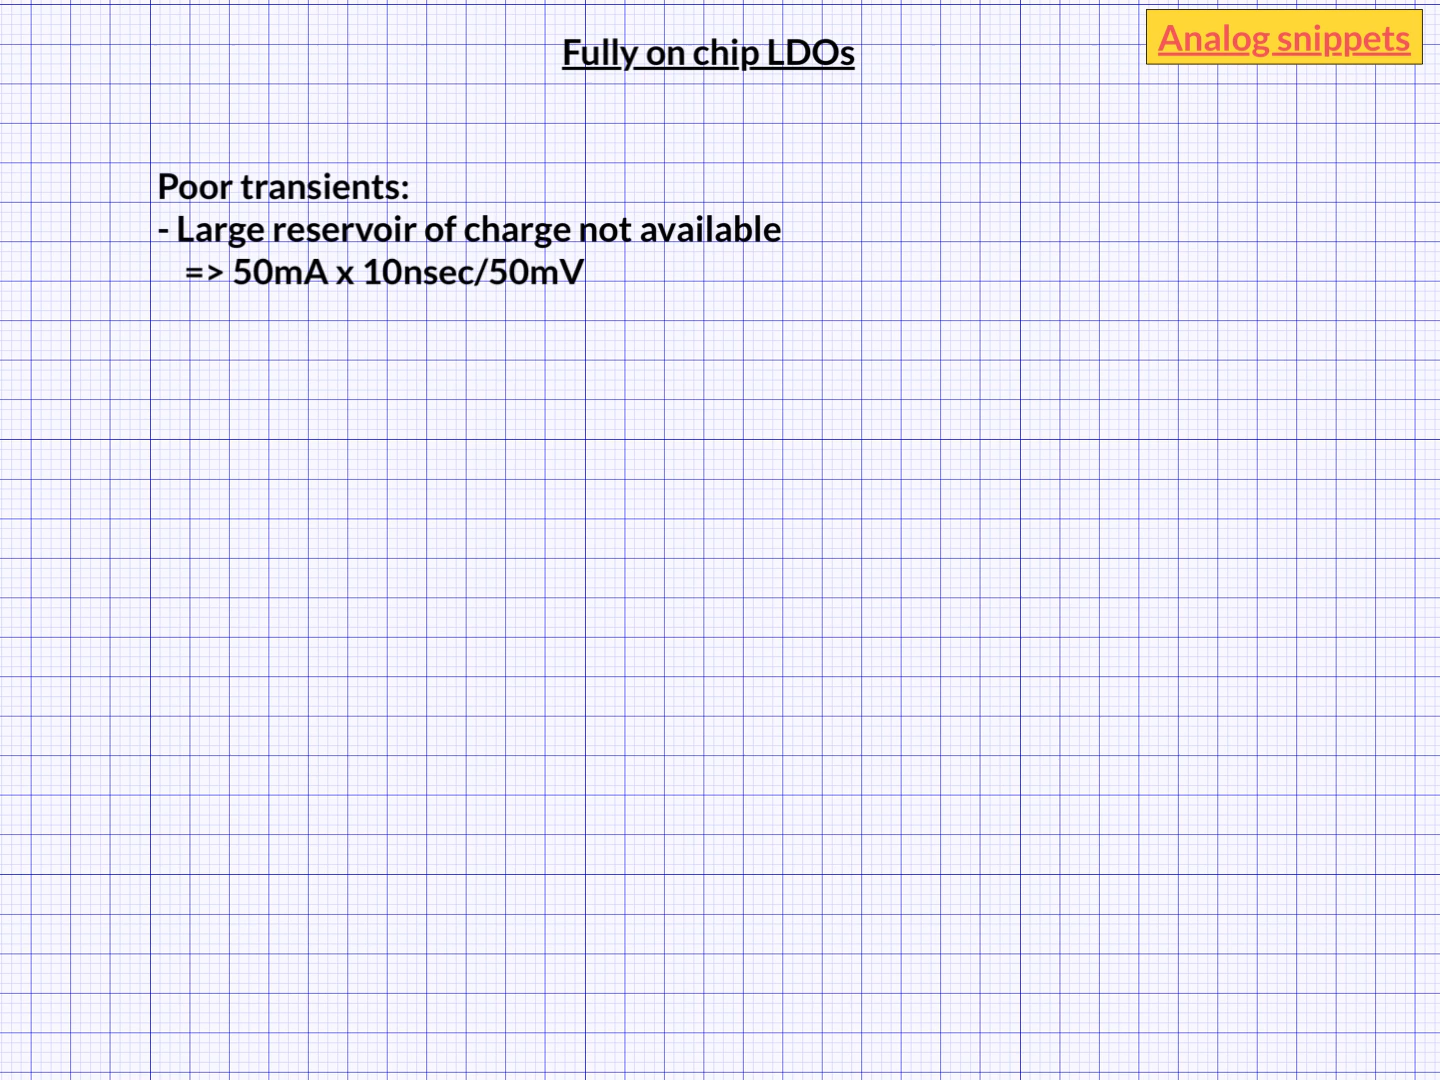 Fully on chip LDOs
Analog snippets
Poor transients:
- Large reservoir of charge not available
=> 50mA x 10nsec/50mV